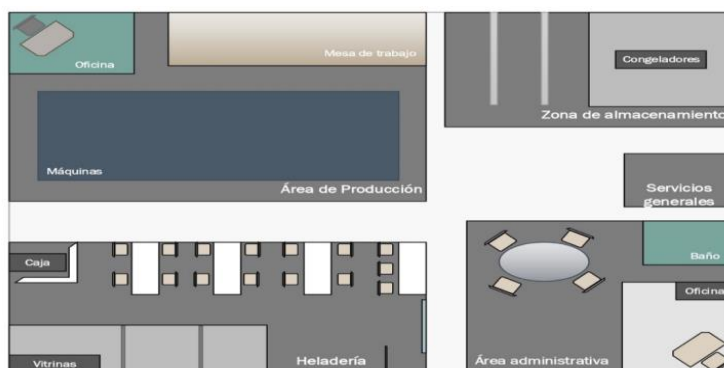 Oficina
Mesa de trabajo
Máquinas
Área de Producción
Congeladores
Zona de almacenamiento
Servicios
generales
Caja
Vitrinas
Heladería
Baño
Oficina
Área administrativa